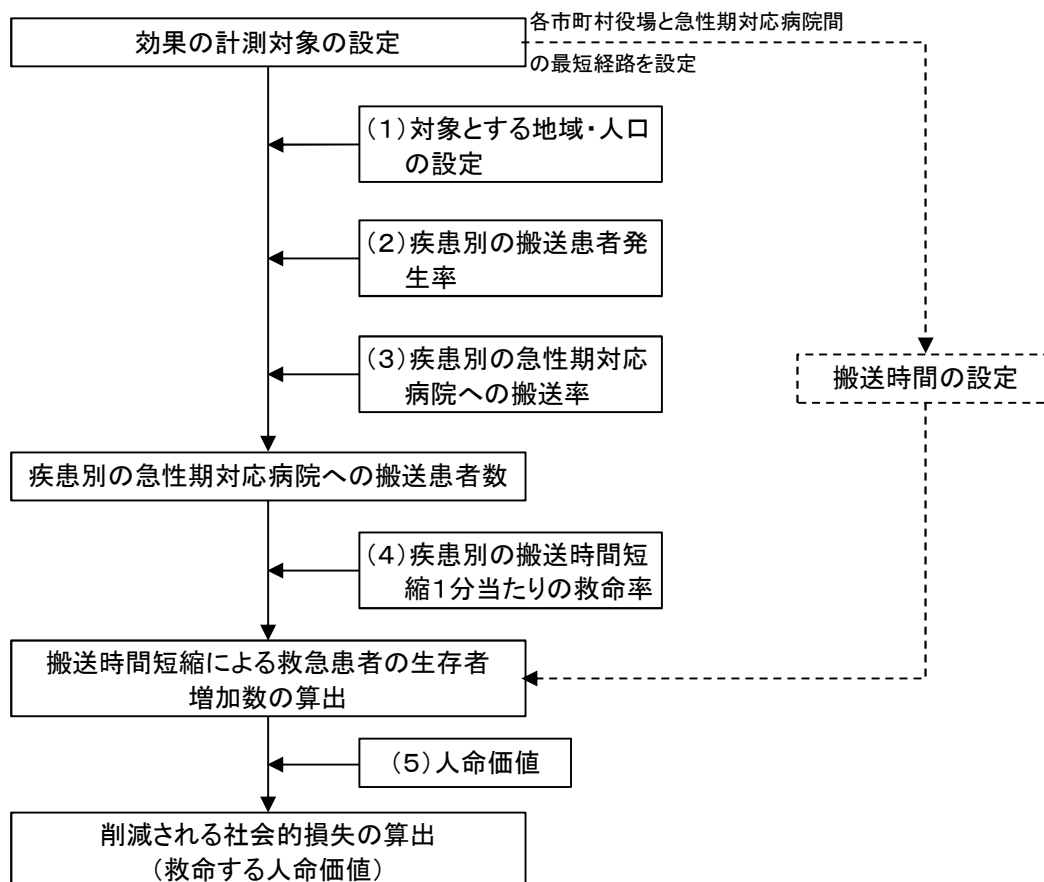 効果の計測対象の設定
各市町村役場と急性期対応病院間
の最短経路を設定
(1)対象とする地域・人口
の設定
(2)疾患別の搬送患者発
生率
(3)疾患別の急性期対応
病院への搬送率
搬送時間の設定
疾患別の急性期対応病院への搬送患者数
(4)疾患別の搬送時間短
縮1分当たりの救命率
搬送時間短縮による救急患者の生存者
増加数の算出
(5)人命価値
削減される社会的損失の算出
(救命する人命価値)